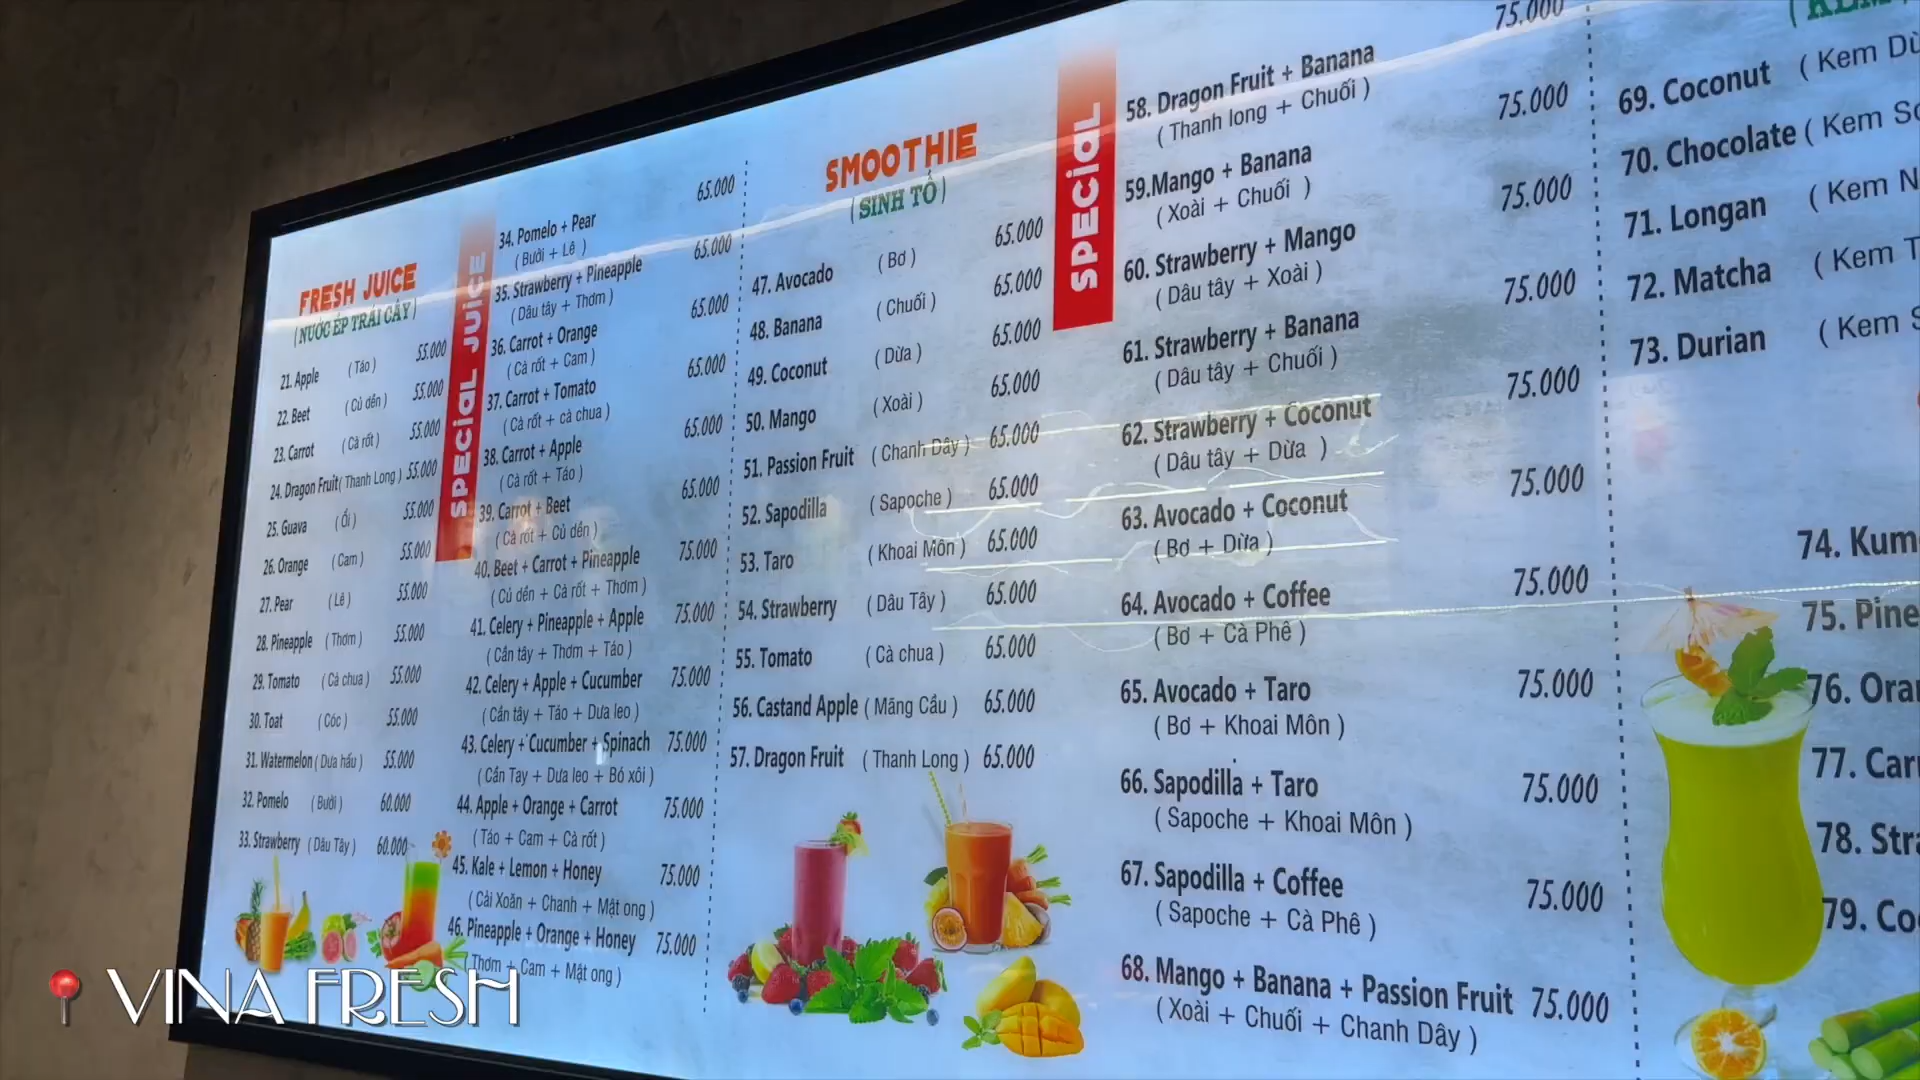 FRESH JUICE
( NƯỚC ÉP TRÁI CÂY )
21. Apple ( Táo ) 55.000
22. Beet ( Củ dền ) 55.000
23. Carrot ( Cà rốt ) 55.000
24. Dragon Fruit ( Thanh Long ) 55.000
25. Guava ( Ổi ) 55.000
26. Orange ( Cam ) 55.000
27. Pear ( Lê ) 55.000
28. Pineapple ( Thơm ) 55.000
29. Tomato ( Cà chua ) 55.000
30. Toat ( Cóc ) 55.000
31. Watermelon ( Dưa hấu ) 55.000
32. Pomelo ( Bưởi ) 60.000
33. Strawberry ( Dâu Tây ) 60.000
SPECIAL JUICE
34. Pomelo + Pear 65.000
( Bưởi + Lê )
35. Strawberry + Pineapple 65.000
( Dâu tây + Thơm )
36. Carrot + Orange 65.000
( Cà rốt + Cam )
37. Carrot + Tomato 65.000
( Cà rốt + cà chua )
38. Carrot + Apple 65.000
( Cà rốt + Táo )
39. Carrot + Beet 65.000
( Cà rốt + Củ dền )
40. Beet + Carrot + Pineapple 75.000
( Củ dền + Cà rốt + Thơm )
41. Celery + Pineapple + Apple 75.000
( Cần tây + Thơm + Táo )
42. Celery + Apple + Cucumber 75.000
( Cần tây + Táo + Dưa leo )
43. Celery + Cucumber + Spinach 75.000
( Cần Tay + Dưa leo + Bó xôi )
44. Apple + Orange + Carrot 75.000
( Táo + Cam + Cà rốt )
45. Kale + Lemon + Honey 75.000
( Cải Xoăn + Chanh + Mật ong )
46. Pineapple + Orange + Honey 75.000
( Thơm + Cam + Mật ong )
SMOOTHIE
( SINH TỐ )
47. Avocado ( Bơ ) 65.000
48. Banana ( Chuối ) 65.000
49. Coconut ( Dừa ) 65.000
50. Mango ( Xoài ) 65.000
51. Passion Fruit ( Chanh Dây ) 65.000
52. Sapodilla ( Sapoche ) 65.000
53. Taro ( Khoai Môn ) 65.000
54. Strawberry ( Dâu Tây ) 65.000
55. Tomato ( Cà chua ) 65.000
56. Castand Apple ( Mãng Cầu ) 65.000
57. Dragon Fruit ( Thanh Long ) 65.000
SPECIAL
58. Dragon Fruit + Banana 75.000
( Thanh long + Chuối )
59.Mango + Banana 75.000
( Xoài + Chuối )
60. Strawberry + Mango 75.000
( Dâu tây + Xoài )
61. Strawberry + Banana 75.000
( Dâu tây + Chuối )
62. Strawberry + Coconut 75.000
( Dâu tây + Dừa )
63. Avocado + Coconut 75.000
( Bơ + Dừa )
64. Avocado + Coffee 75.000
( Bơ + Cà Phê )
65. Avocado + Taro 75.000
( Bơ + Khoai Môn )
66. Sapodilla + Taro 75.000
( Sapoche + Khoai Môn )
67. Sapodilla + Coffee 75.000
( Sapoche + Cà Phê )
68. Mango + Banana + Passion Fruit 75.000
( Xoài + Chuối + Chanh Dây )
69. Coconut ( Kem
70. Chocolate ( Kem
71. Longan ( Kem
72. Matcha ( Kem
73. Durian ( Kem
74.
75.
76.
77.
78.
79.
VINA FRESH